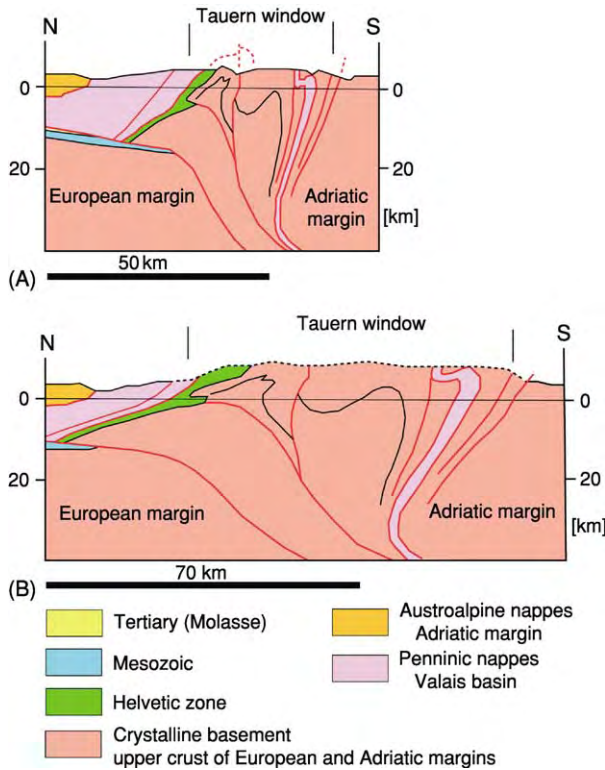 N
Tauern window
S
0
0
20
20
European margin
Adriatic
margin
[km]
(A)
50 km
N
Tauern window
S
0
0
20
20
European margin
Adriatic margin
[km]
(B)
70 km
Tertiary (Molasse)
Mesozoic
Helvetic zone
Crystalline basement
upper crust of European and Adriatic margins
Austroalpine nappes
Adriatic margin
Penninic nappes
Valais basin